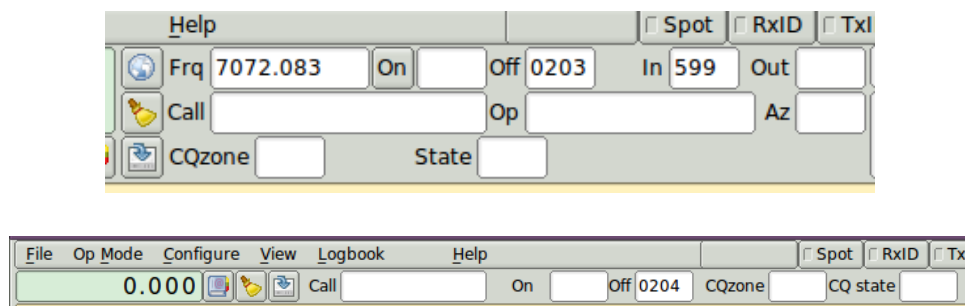 Help Spot RxID TxI
Frq 7072.083 On Off 0203 In 599 Out
Call Op Az
CQzone State
File Op Mode Configure View Logbook Help Spot RxID Tx
0.000 Call On Off 0204 CQzone CQ state